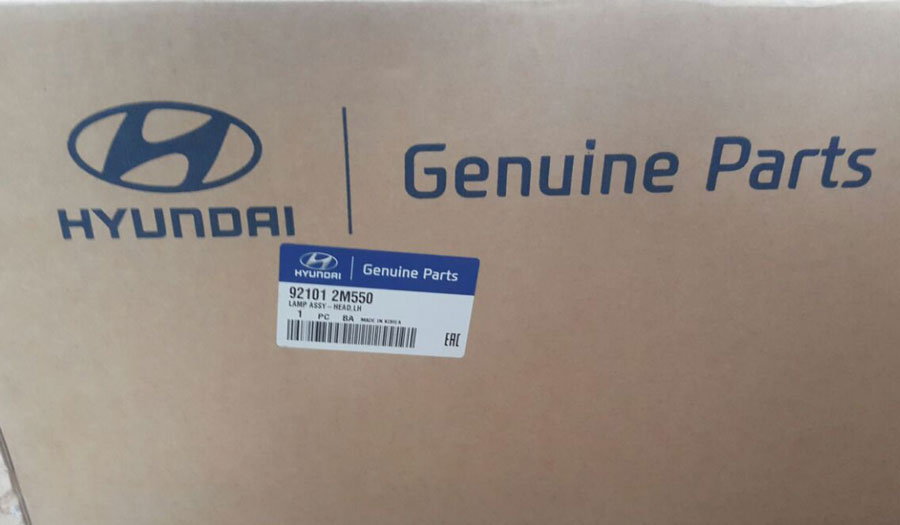 HYUNDAI
Genuine Parts
HYUNDAI
Genuine Parts
92101 2M550
LAMP ASSY-HEAD,LH
1 PC BA MADE IN KOREA
EAC